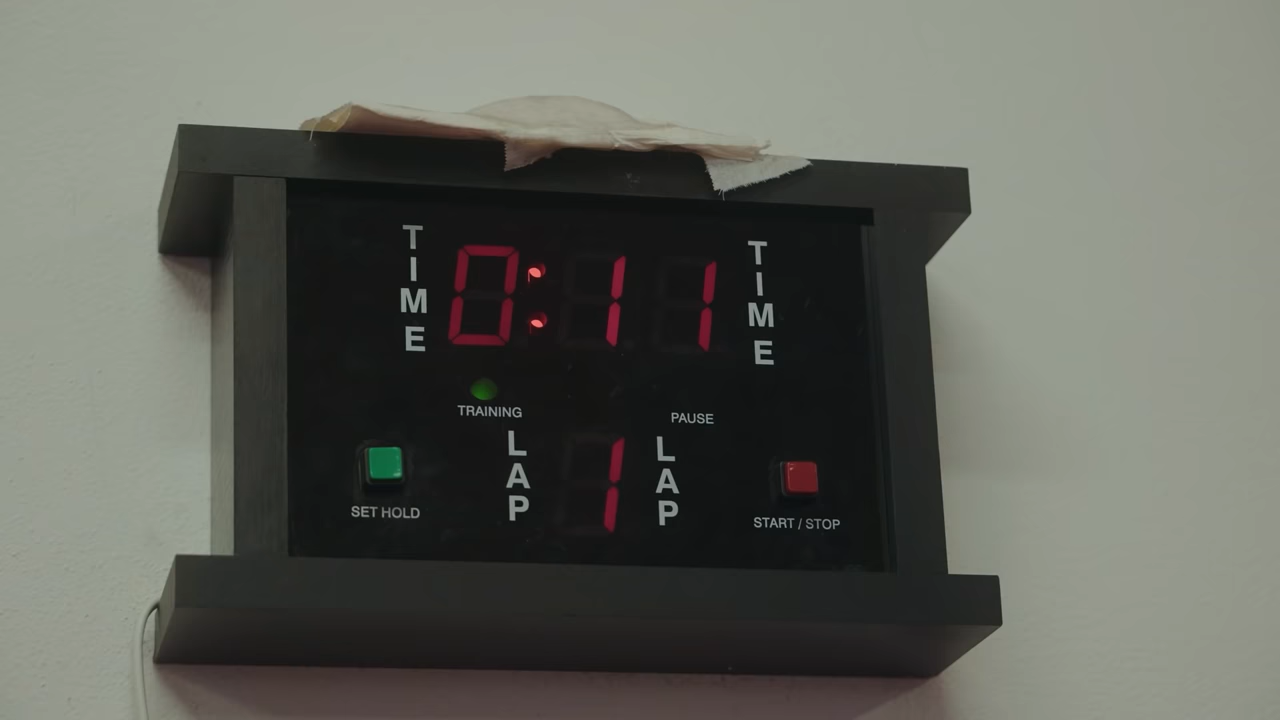 TIME
0:11
TIME
TRAINING
PAUSE
LAP
1
LAP
SET HOLD
START / STOP